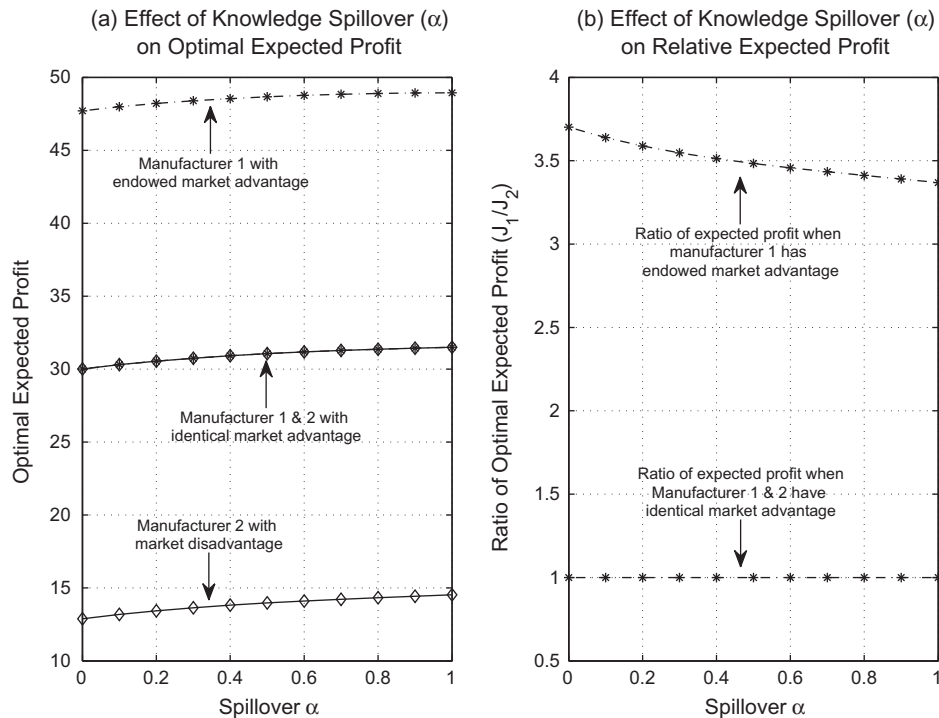 (a) Effect of Knowledge Spillover (α)
on Optimal Expected Profit
50
45
40
35
30
25
20
15
10
0
0.2
0.4
0.6
0.8
1
Optimal Expected Profit
Spillover α
Manufacturer 1 with
endowed market advantage
Manufacturer 1 & 2 with
identical market advantage
Manufacturer 2 with
market disadvantage
(b) Effect of Knowledge Spillover (α)
on Relative Expected Profit
4
3.5
3
2.5
2
1.5
1
0.5
0
0.2
0.4
0.6
0.8
1
Ratio of Optimal Expected Profit (J_1/J_2)
Spillover α
Ratio of expected profit when
manufacturer 1 has
endowed market advantage
Ratio of expected profit when
Manufacturer 1 & 2 have
identical market advantage